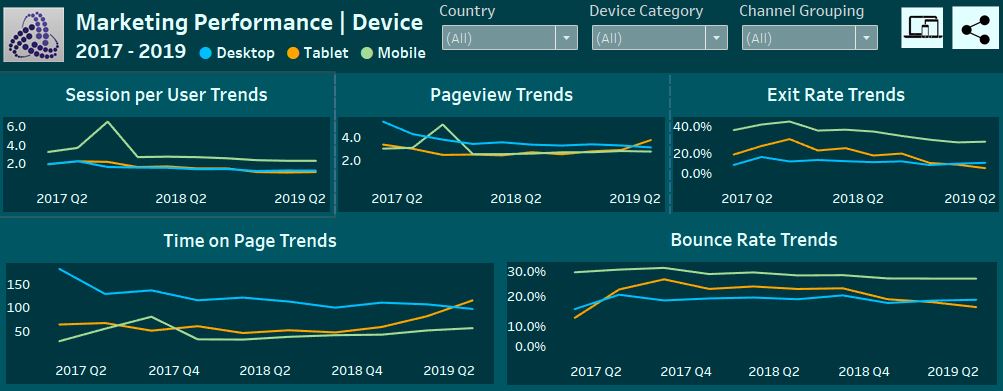 Marketing Performance | Device
2017 - 2019 Desktop Tablet Mobile
Country
(All)
Device Category
(All)
Channel Grouping
(All)
Session per User Trends
6.0
4.0
2.0
2017 Q2 2018 Q2 2019 Q2
Pageview Trends
4.0
2.0
2017 Q2 2018 Q2 2019 Q2
Exit Rate Trends
40.0%
20.0%
0.0%
2017 Q2 2018 Q2 2019 Q2
Time on Page Trends
150
100
50
2017 Q2 2017 Q4 2018 Q2 2018 Q4 2019 Q2
Bounce Rate Trends
30.0%
20.0%
10.0%
0.0%
2017 Q2 2017 Q4 2018 Q2 2018 Q4 2019 Q2